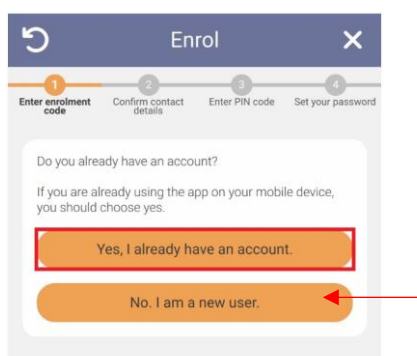 Enrol
1 2 3 4
Enter enrolment code Confirm contact details Enter PIN code Set your password
Do you already have an account?
If you are already using the app on your mobile device,
you should choose yes.
Yes, I already have an account.
No. I am a new user.